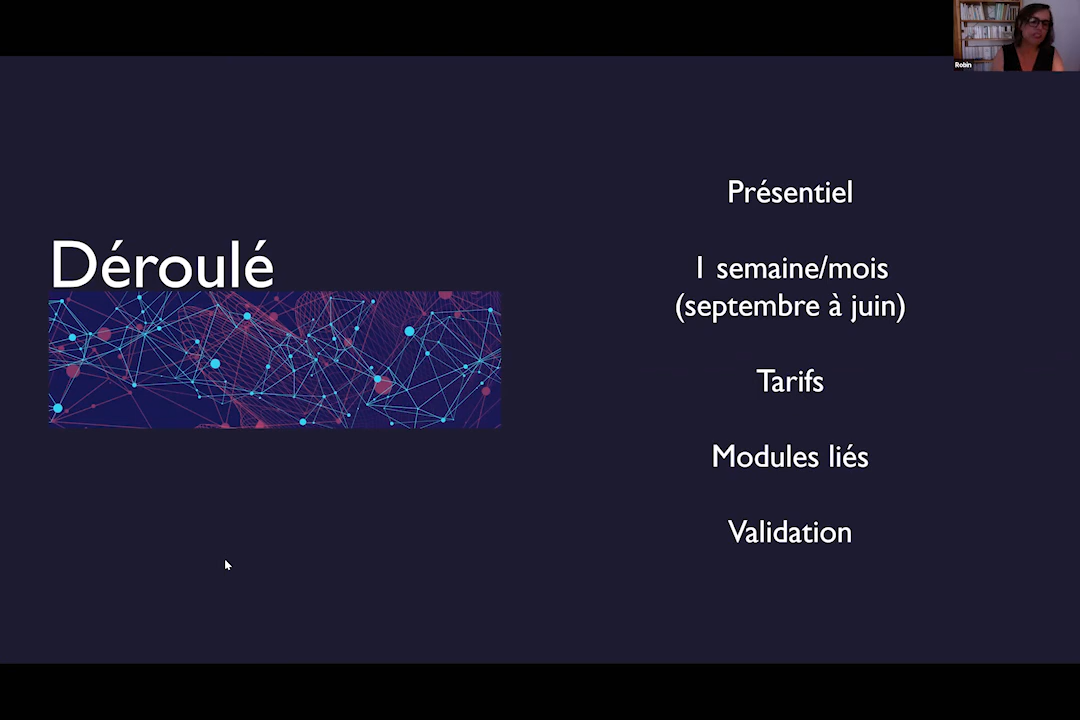 Robin
Déroulé
Présentiel
1 semaine/mois
(septembre à juin)
Tarifs
Modules liés
Validation